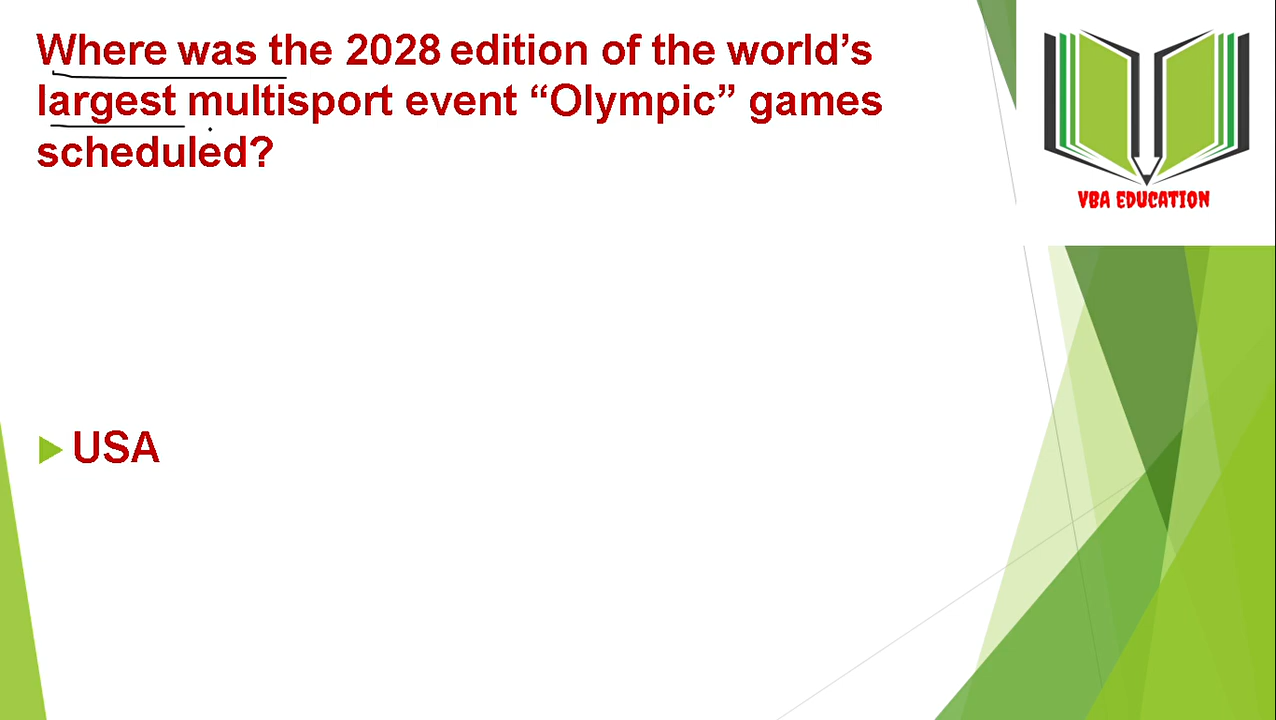 Where was the 2028 edition of the world’s
largest multisport event “Olympic” games
scheduled?
VBA EDUCATION
USA